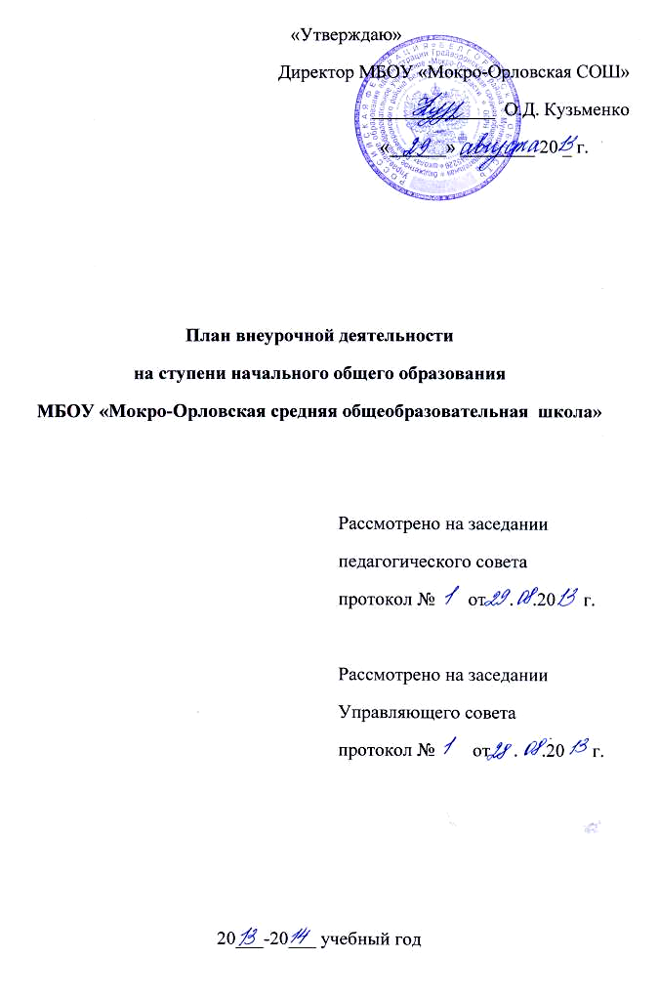 «Утверждаю»
Директор МБОУ «Мокро-Орловская СОШ»
О.Д. Кузьменко
«29» августа 2013 г.
План внеурочной деятельности
на ступени начального общего образования
МБОУ «Мокро-Орловская средняя общеобразовательная школа»
Рассмотрено на заседании
педагогического совета
протокол № 1 от 29.08.2013 г.
Рассмотрено на заседании
Управляющего совета
протокол № 1 от 28.08.2013 г.
2013-2014 учебный год